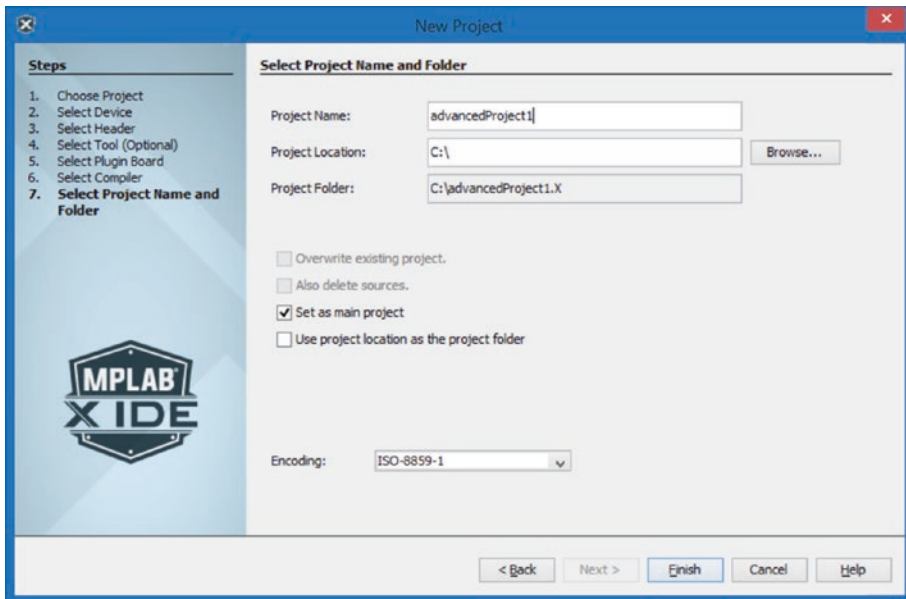 New Project
Steps
1. Choose Project
2. Select Device
3. Select Header
4. Select Tool (Optional)
5. Select Plugin Board
6. Select Compiler
7. Select Project Name and
Folder
MPLAB
X IDE
Select Project Name and Folder
Project Name: advancedProject1
Project Location: C:\ Browse...
Project Folder: C:\advancedProject1.X
Overwrite existing project.
Also delete sources.
Set as main project
Use project location as the project folder
Encoding: ISO-8859-1
< Back Next > Finish Cancel Help